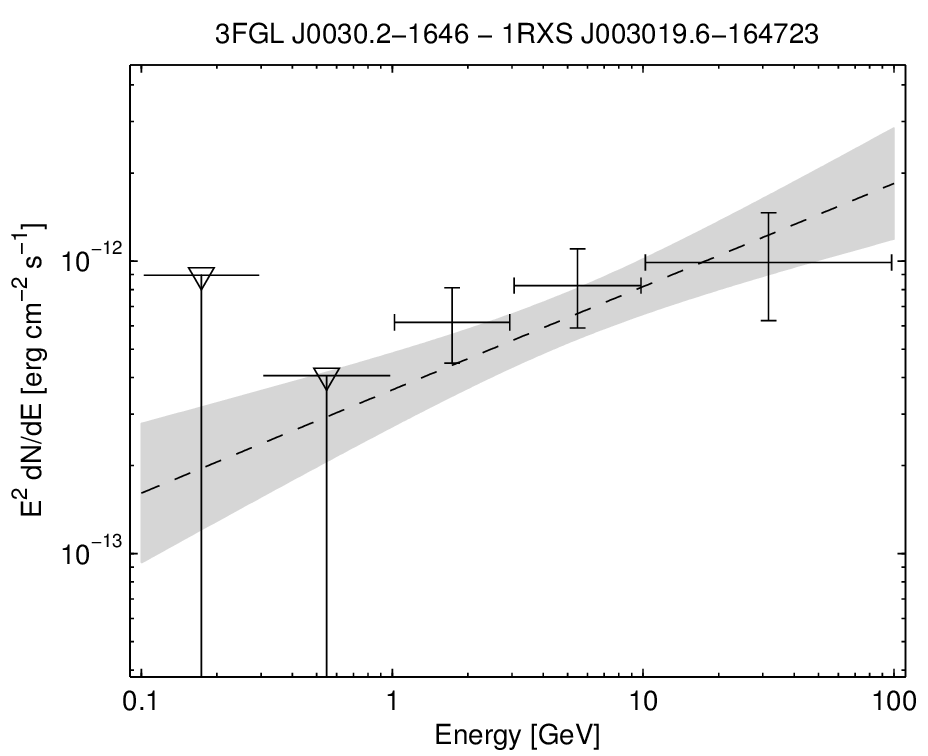 3FGL J0030.2−1646 − 1RXS J003019.6−164723
E² dN/dE [erg cm⁻² s⁻¹]
10⁻¹²
10⁻¹³
0.1 1 10 100
Energy [GeV]